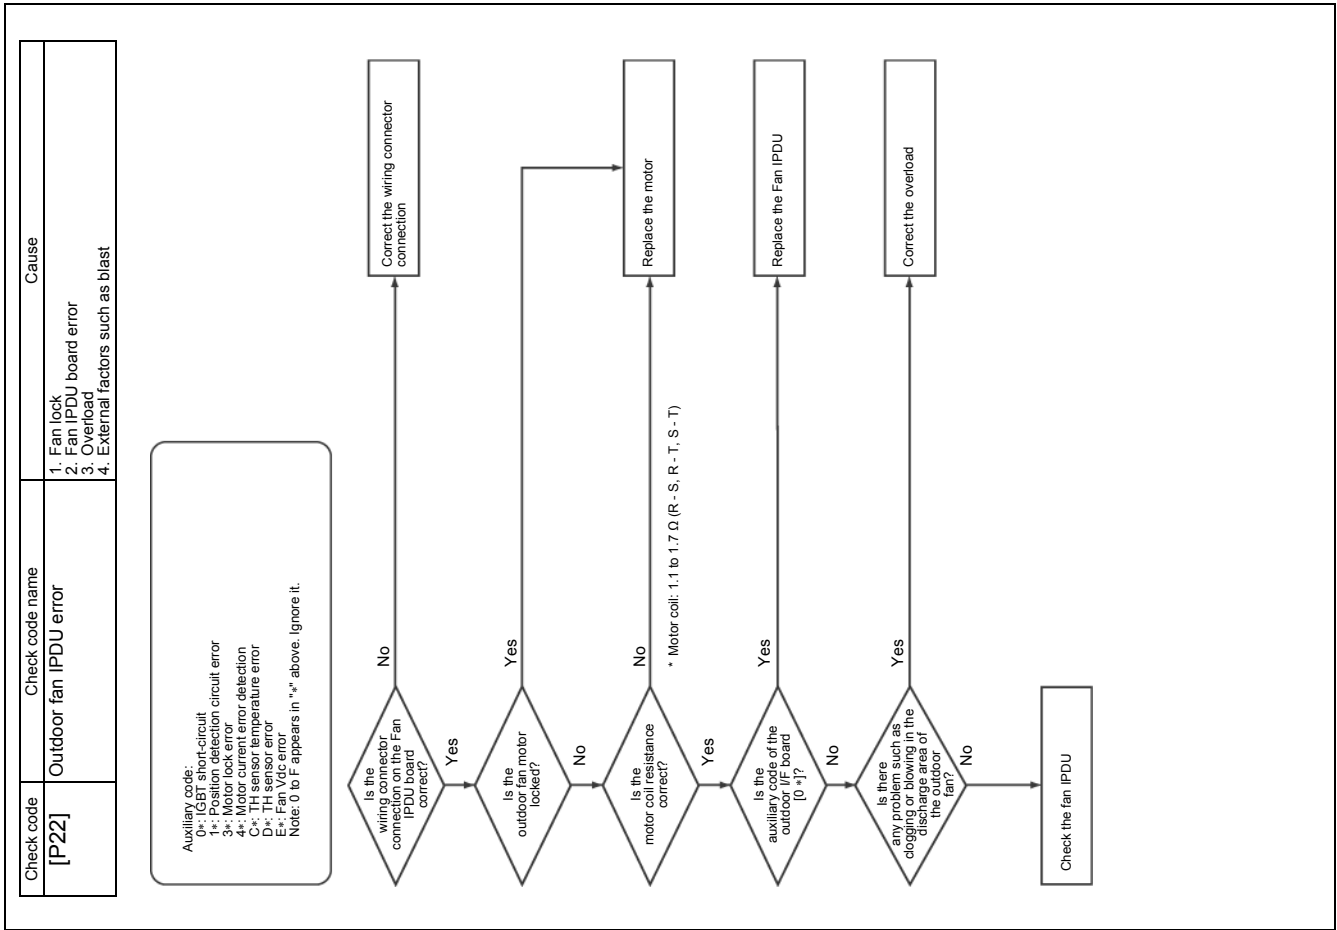 Check code
Check code name
Cause
[P22]
Outdoor fan IPDU error
1. Fan lock
2. Fan IPDU board error
3. Overload
4. External factors such as blast
Auxiliary code:
0*: IGBT short-circuit
1*: Position detection circuit error
3*: Motor lock error
4*: Motor current error detection
C*: TH sensor temperature error
D*: TH sensor error
E*: Fan Vdc error
Note: 0 to F appears in "*" above. Ignore it.
Is the
wiring connector
connection on the Fan
IPDU board
correct?
No
Correct the wiring connector
connection
Yes
Is the
outdoor fan motor
locked?
Yes
No
Is the
motor coil resistance
correct?
No
Replace the motor
* Motor coil: 1.1 to 1.7 Ω (R - S, R - T, S - T)
Yes
Is the
auxiliary code of the
outdoor I/F board
[0 *]?
Yes
Replace the Fan IPDU
No
Is there
any problem such as
clogging or blowing in the
discharge area of
the outdoor
fan?
Yes
Correct the overload
No
Check the fan IPDU